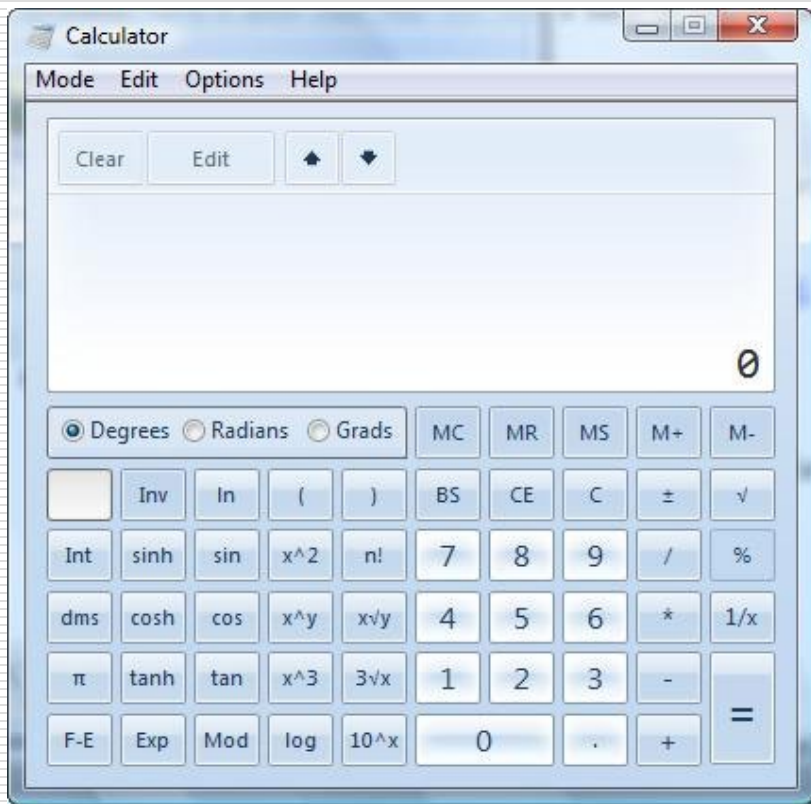 Calculator
Mode Edit Options Help
Clear Edit
0
Degrees Radians Grads MC MR MS M+ M-
Inv ln ( ) BS CE C ± √
Int sinh sin x^2 n! 7 8 9 / %
dms cosh cos x^y x√y 4 5 6 * 1/x
π tanh tan x^3 3√x 1 2 3 - =
F-E Exp Mod log 10^x 0 . +